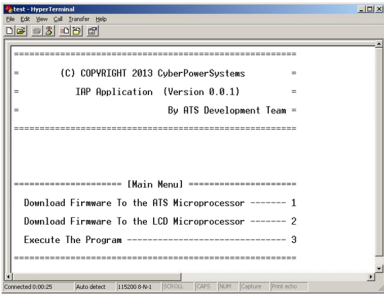 test - HyperTerminal
File Edit View Call Transfer Help
==================================================
= (C) COPYRIGHT 2013 CyberPowerSystems =
= IAP Application (Version 0.0.1) =
= By ATS Development Team =
==================================================
=================== [Main Menu] ===================
Download Firmware To the ATS Microprocessor ------- 1
Download Firmware To the LCD Microprocessor ------- 2
Execute The Program ---------------------------- 3
==================================================
Connected 0:00:25 Auto detect 115200 8-N-1 SCROLL CAPS NUM Capture Print echo